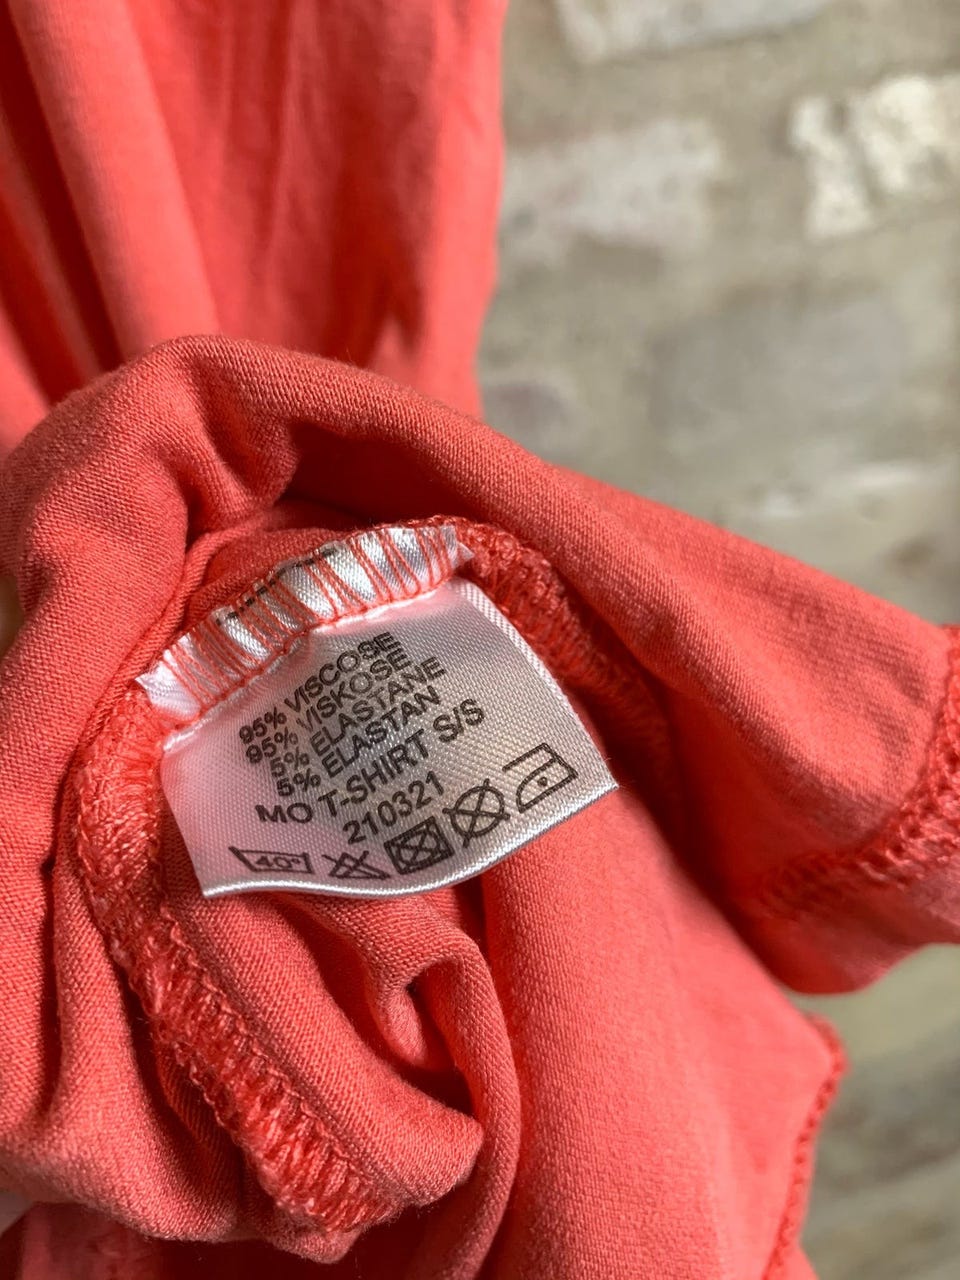 95% VISCOSE
95% VISKOSE
5% ELASTANE
5% ELASTAN
MO T-SHIRT S/S
210321
40°